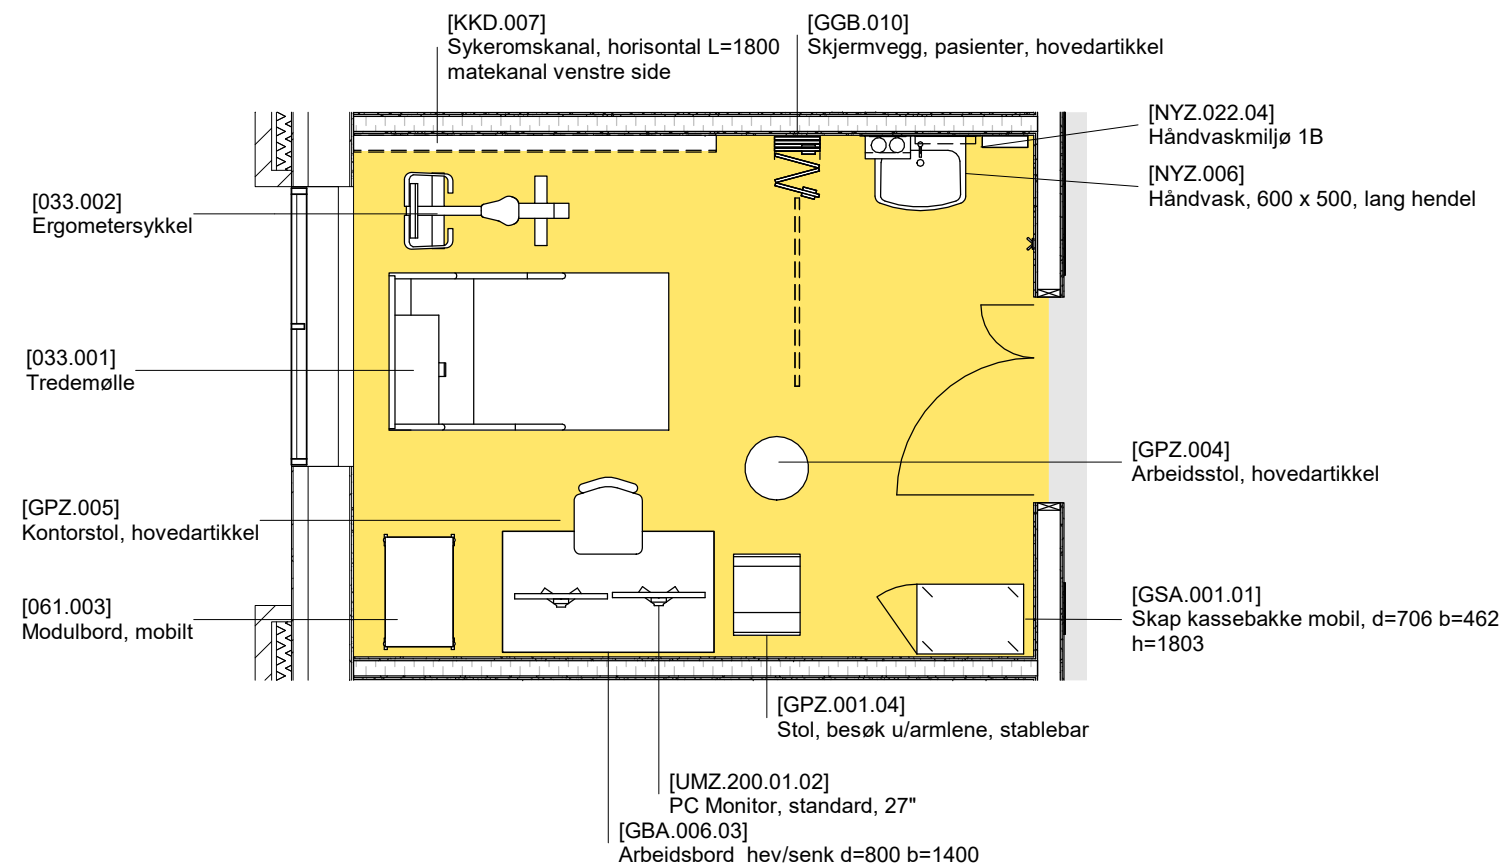 [KKD.007]
Sykeromskanal, horisontal L=1800
matekanal venstre side
[GGB.010]
Skjermvegg, pasienter, hovedartikkel
[NYZ.022.04]
Håndvaskmiljø 1B
[NYZ.006]
Håndvask, 600 x 500, lang hendel
[033.002]
Ergometersykkel
[033.001]
Tredemølle
[GPZ.004]
Arbeidsstol, hovedartikkel
[GPZ.005]
Kontorstol, hovedartikkel
[061.003]
Modulbord, mobilt
[GSA.001.01]
Skap kassebakke mobil, d=706 b=462
h=1803
[GPZ.001.04]
Stol, besøk u/armlene, stablebar
[UMZ.200.01.02]
PC Monitor, standard, 27"
[GBA.006.03]
Arbeidsbord hev/senk d=800 b=1400